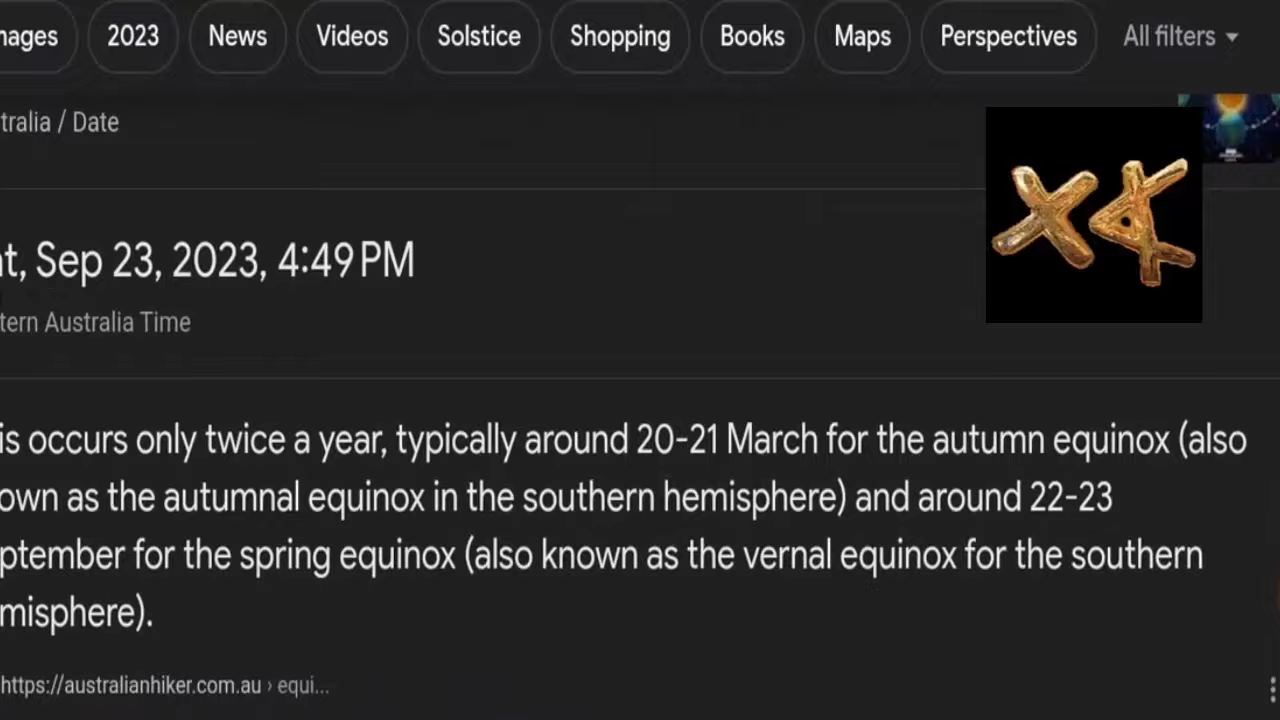 nages 2023 News Videos Solstice Shopping Books Maps Perspectives All filters
tralia / Date
at, Sep 23, 2023, 4:49 PM
tern Australia Time
is occurs only twice a year, typically around 20-21 March for the autumn equinox (also
own as the autumnal equinox in the southern hemisphere) and around 22-23
ptember for the spring equinox (also known as the vernal equinox for the southern
misphere).
https://australianhiker.com.au › equi...